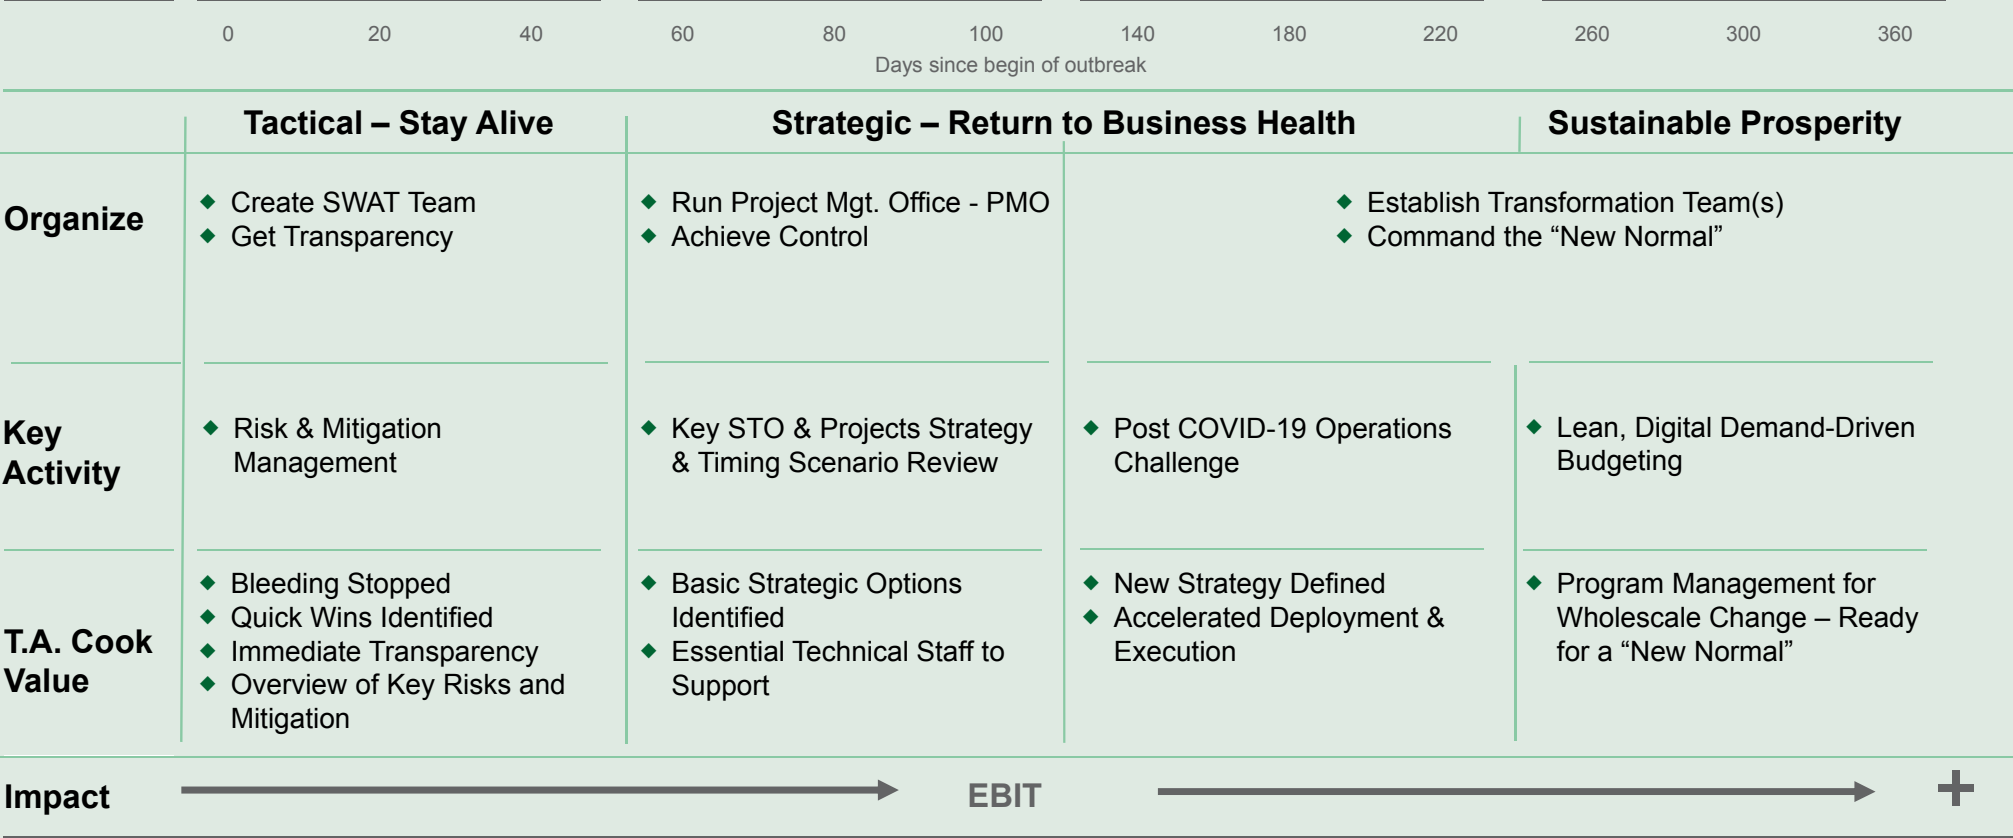 0 20 40 60 80 100 140 180 220 260 300 360
Days since begin of outbreak
Tactical – Stay Alive
Strategic – Return to Business Health
Sustainable Prosperity
Organize
Create SWAT Team
Get Transparency
Run Project Mgt. Office - PMO
Achieve Control
Establish Transformation Team(s)
Command the “New Normal”
Key
Activity
Risk & Mitigation
Management
Key STO & Projects Strategy
& Timing Scenario Review
Post COVID-19 Operations
Challenge
Lean, Digital Demand-Driven
Budgeting
T.A. Cook
Value
Bleeding Stopped
Quick Wins Identified
Immediate Transparency
Overview of Key Risks and
Mitigation
Basic Strategic Options
Identified
Essential Technical Staff to
Support
New Strategy Defined
Accelerated Deployment &
Execution
Program Management for
Wholescale Change – Ready
for a “New Normal”
Impact
EBIT
+